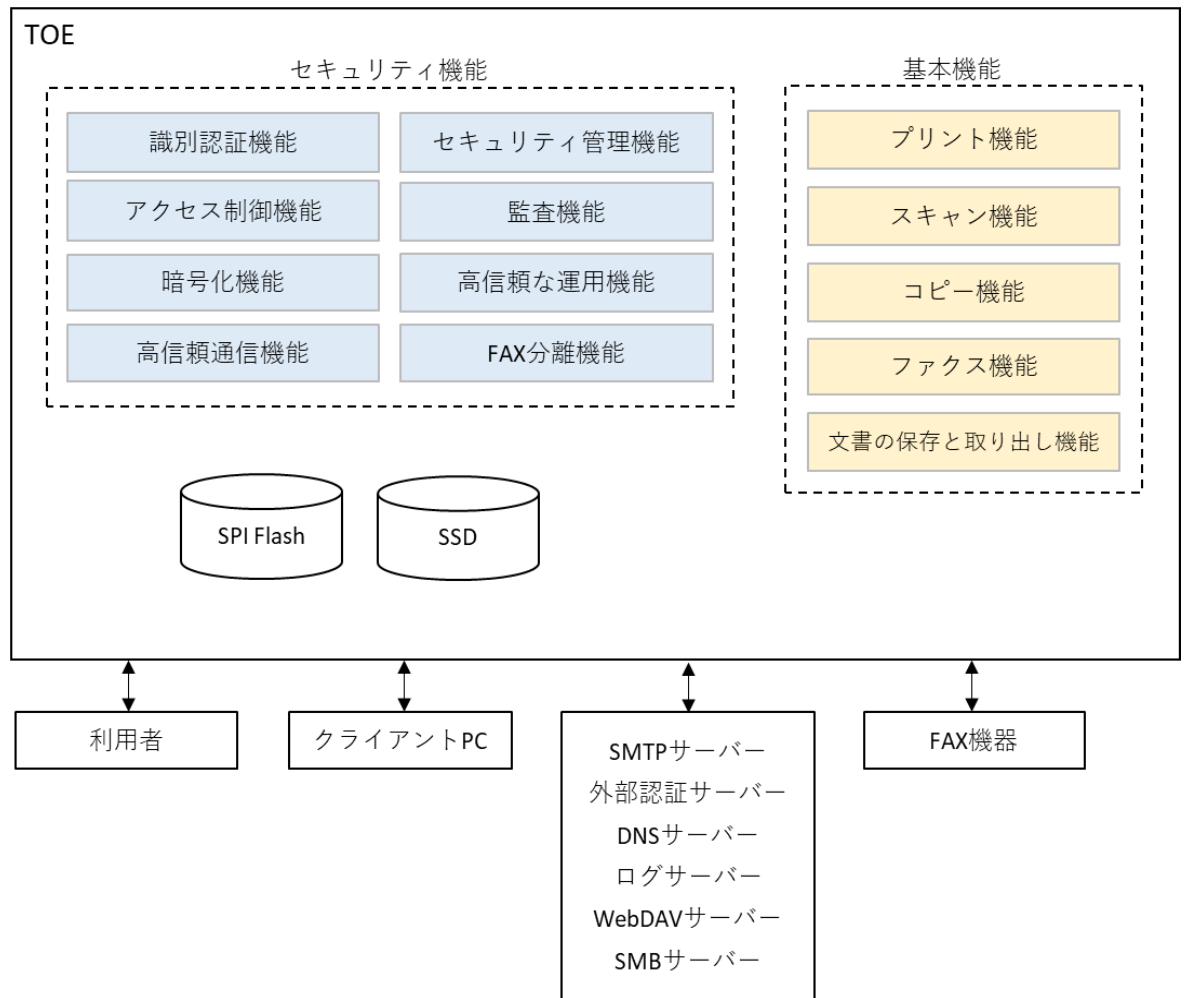 TOE
セキュリティ機能
基本機能
識別認証機能
セキュリティ管理機能
アクセス制御機能
監査機能
暗号化機能
高信頼な運用機能
高信頼通信機能
FAX分離機能
プリント機能
スキャン機能
コピー機能
ファクス機能
文書の保存と取り出し機能
SPI Flash
SSD
利用者
クライアントPC
SMTPサーバー
外部認証サーバー
DNSサーバー
ログサーバー
WebDAVサーバー
SMBサーバー
FAX機器